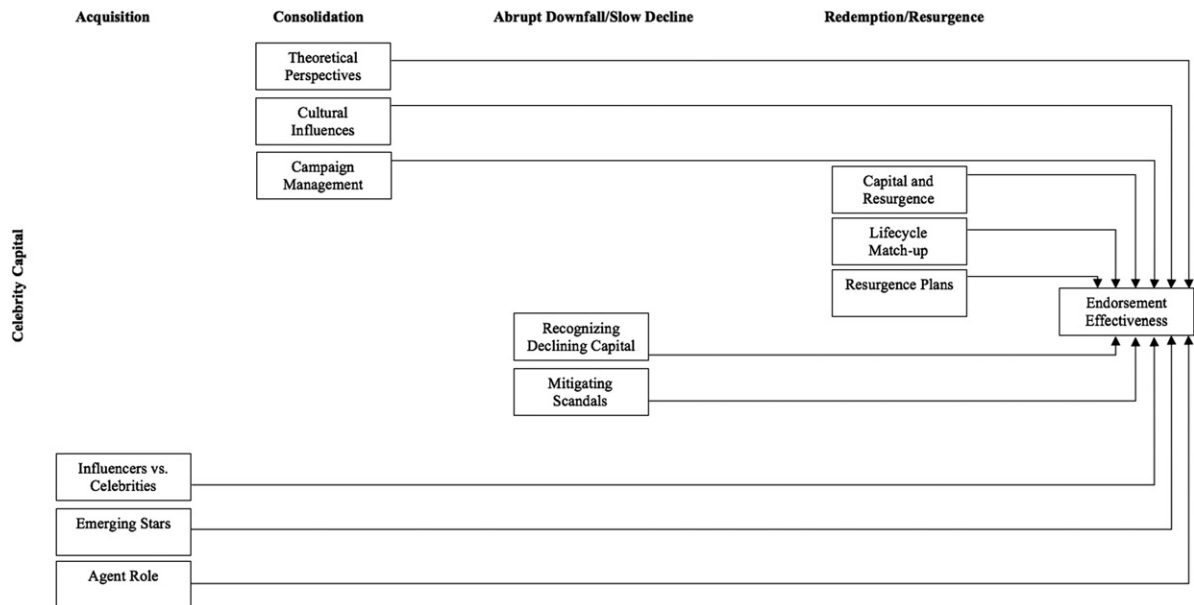 Acquisition
Consolidation
Abrupt Downfall/Slow Decline
Redemption/Resurgence
Celebrity Capital
Theoretical
Perspectives
Cultural
Influences
Campaign
Management
Capital and
Resurgence
Lifecycle
Match-up
Resurgence Plans
Endorsement
Effectiveness
Recognizing
Declining Capital
Mitigating
Scandals
Influencers vs.
Celebrities
Emerging Stars
Agent Role